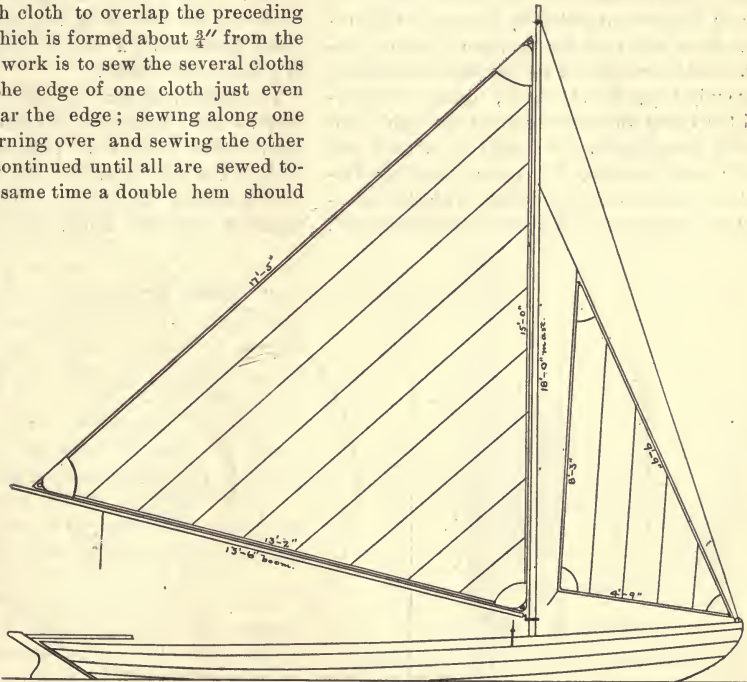 h cloth to overlap the preceding
hich is formed about ¾″ from the
work is to sew the several cloths
he edge of one cloth just even
ar the edge; sewing along one
rning over and sewing the other
ontinued until all are sewed to-
same time a double hem should
17'-5"
15'-0"
18'-0" mast.
9'-9"
8'-3"
4'-9"
13'-2"
13'-6" boom.